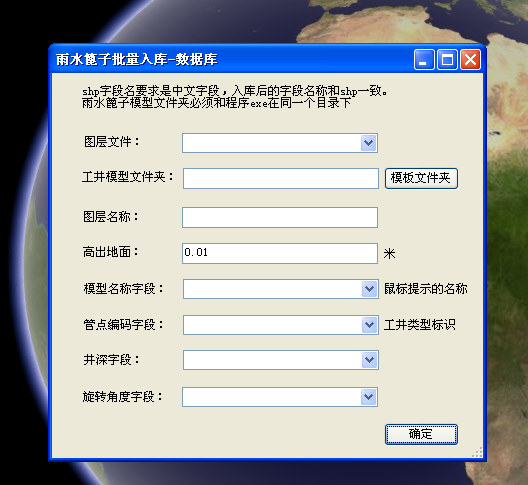 雨水篦子批量入库-数据库
shp字段名要求是中文字段，入库后的字段名称和shp一致。
雨水篦子模型文件夹必须和程序exe在同一个目录下
图层文件：
工井模型文件夹：
模板文件夹
图层名称：
高出地面：
0.01
米
模型名称字段：
鼠标提示的名称
管点编码字段：
工井类型标识
井深字段：
旋转角度字段：
确定